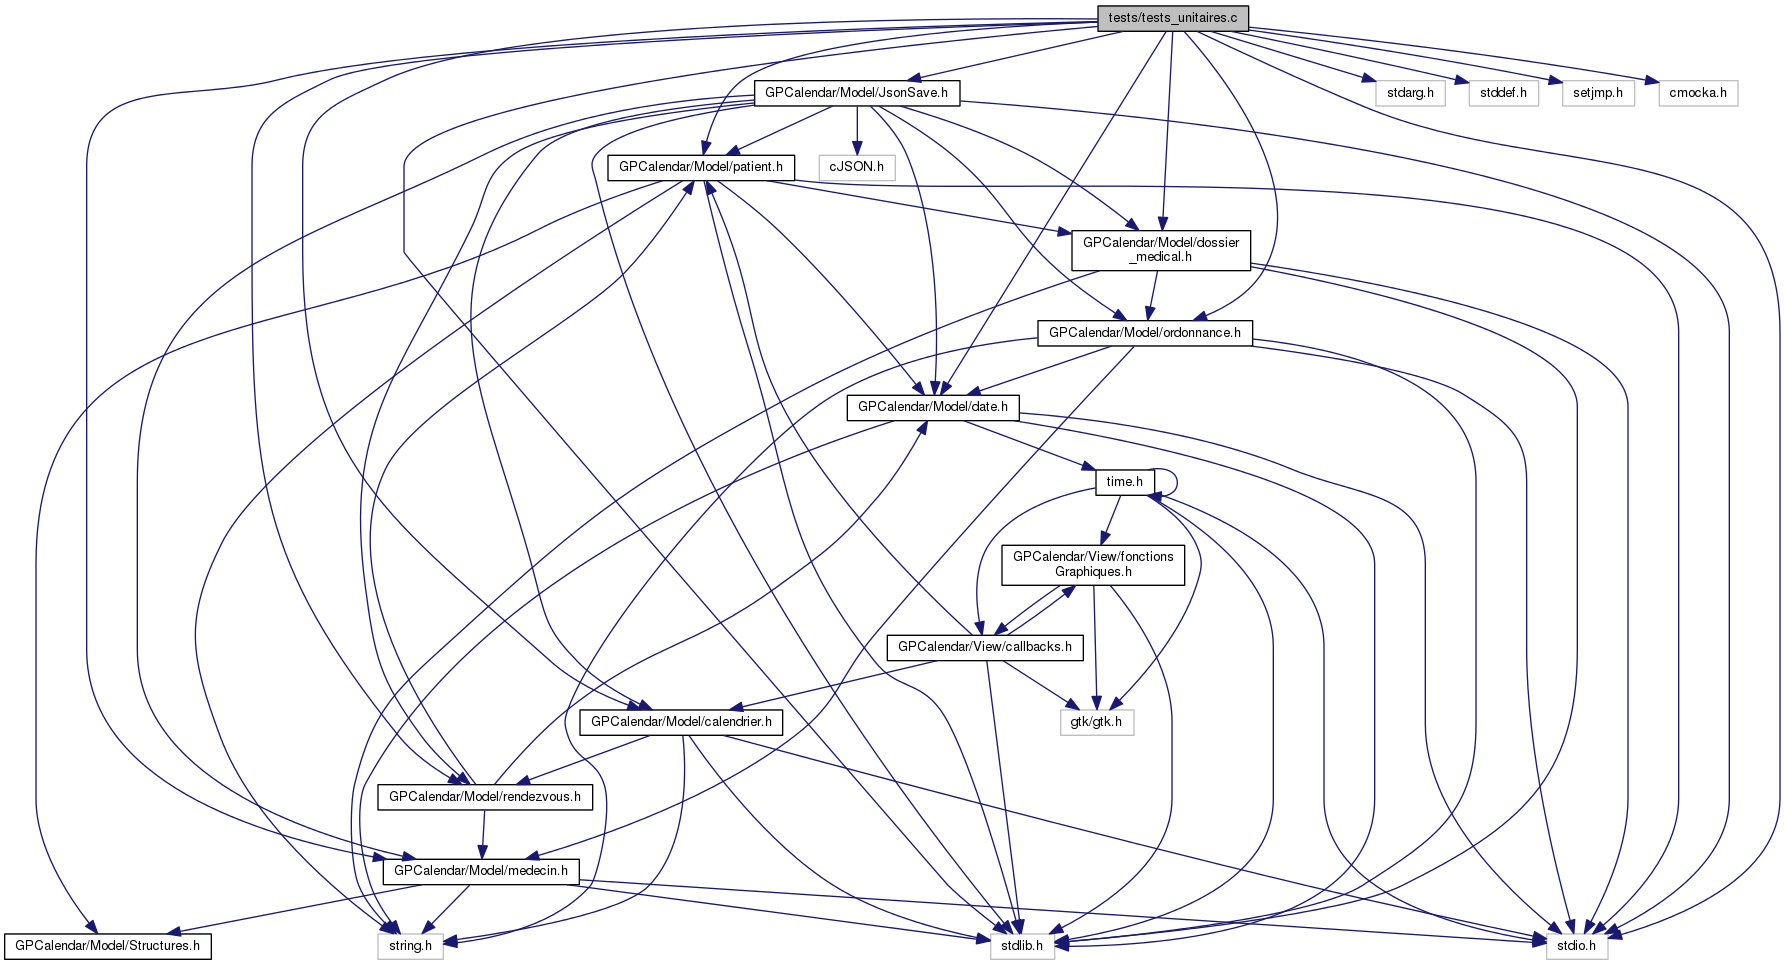 tests/tests_unitaires.c
GPCalendar/Model/JsonSave.h
stdarg.h
stddef.h
setjmp.h
cmocka.h
GPCalendar/Model/patient.h
cJSON.h
GPCalendar/Model/dossier
_medical.h
GPCalendar/Model/ordonnance.h
GPCalendar/Model/date.h
time.h
GPCalendar/View/fonctions
Graphiques.h
GPCalendar/View/callbacks.h
GPCalendar/Model/calendrier.h
gtk/gtk.h
GPCalendar/Model/rendezvous.h
GPCalendar/Model/medecin.h
GPCalendar/Model/Structures.h
string.h
stdlib.h
stdio.h